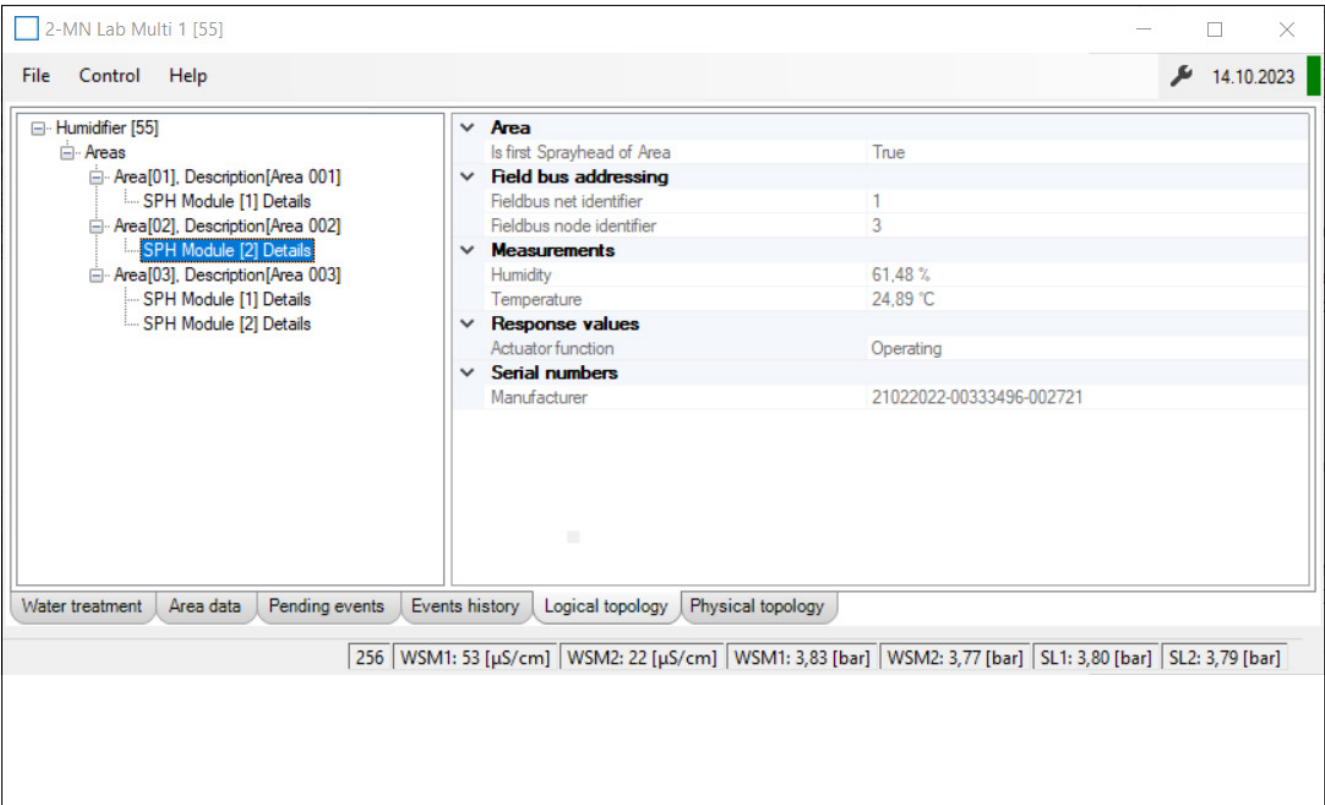 2-MN Lab Multi 1 [55]
File Control Help 14.10.2023
Humidifier [55]
Areas
Area[01], Description[Area 001]
SPH Module [1] Details
Area[02], Description[Area 002]
SPH Module [2] Details
Area[03], Description[Area 003]
SPH Module [1] Details
SPH Module [2] Details
Area
Is first Sprayhead of Area True
Field bus addressing
Fieldbus net identifier 1
Fieldbus node identifier 3
Measurements
Humidity 61,48 %
Temperature 24,89 °C
Response values
Actuator function Operating
Serial numbers
Manufacturer 21022022-00333496-002721
Water treatment Area data Pending events Events history Logical topology Physical topology
256 WSM1: 53 [µS/cm] WSM2: 22 [µS/cm] WSM1: 3,83 [bar] WSM2: 3,77 [bar] SL1: 3,80 [bar] SL2: 3,79 [bar]